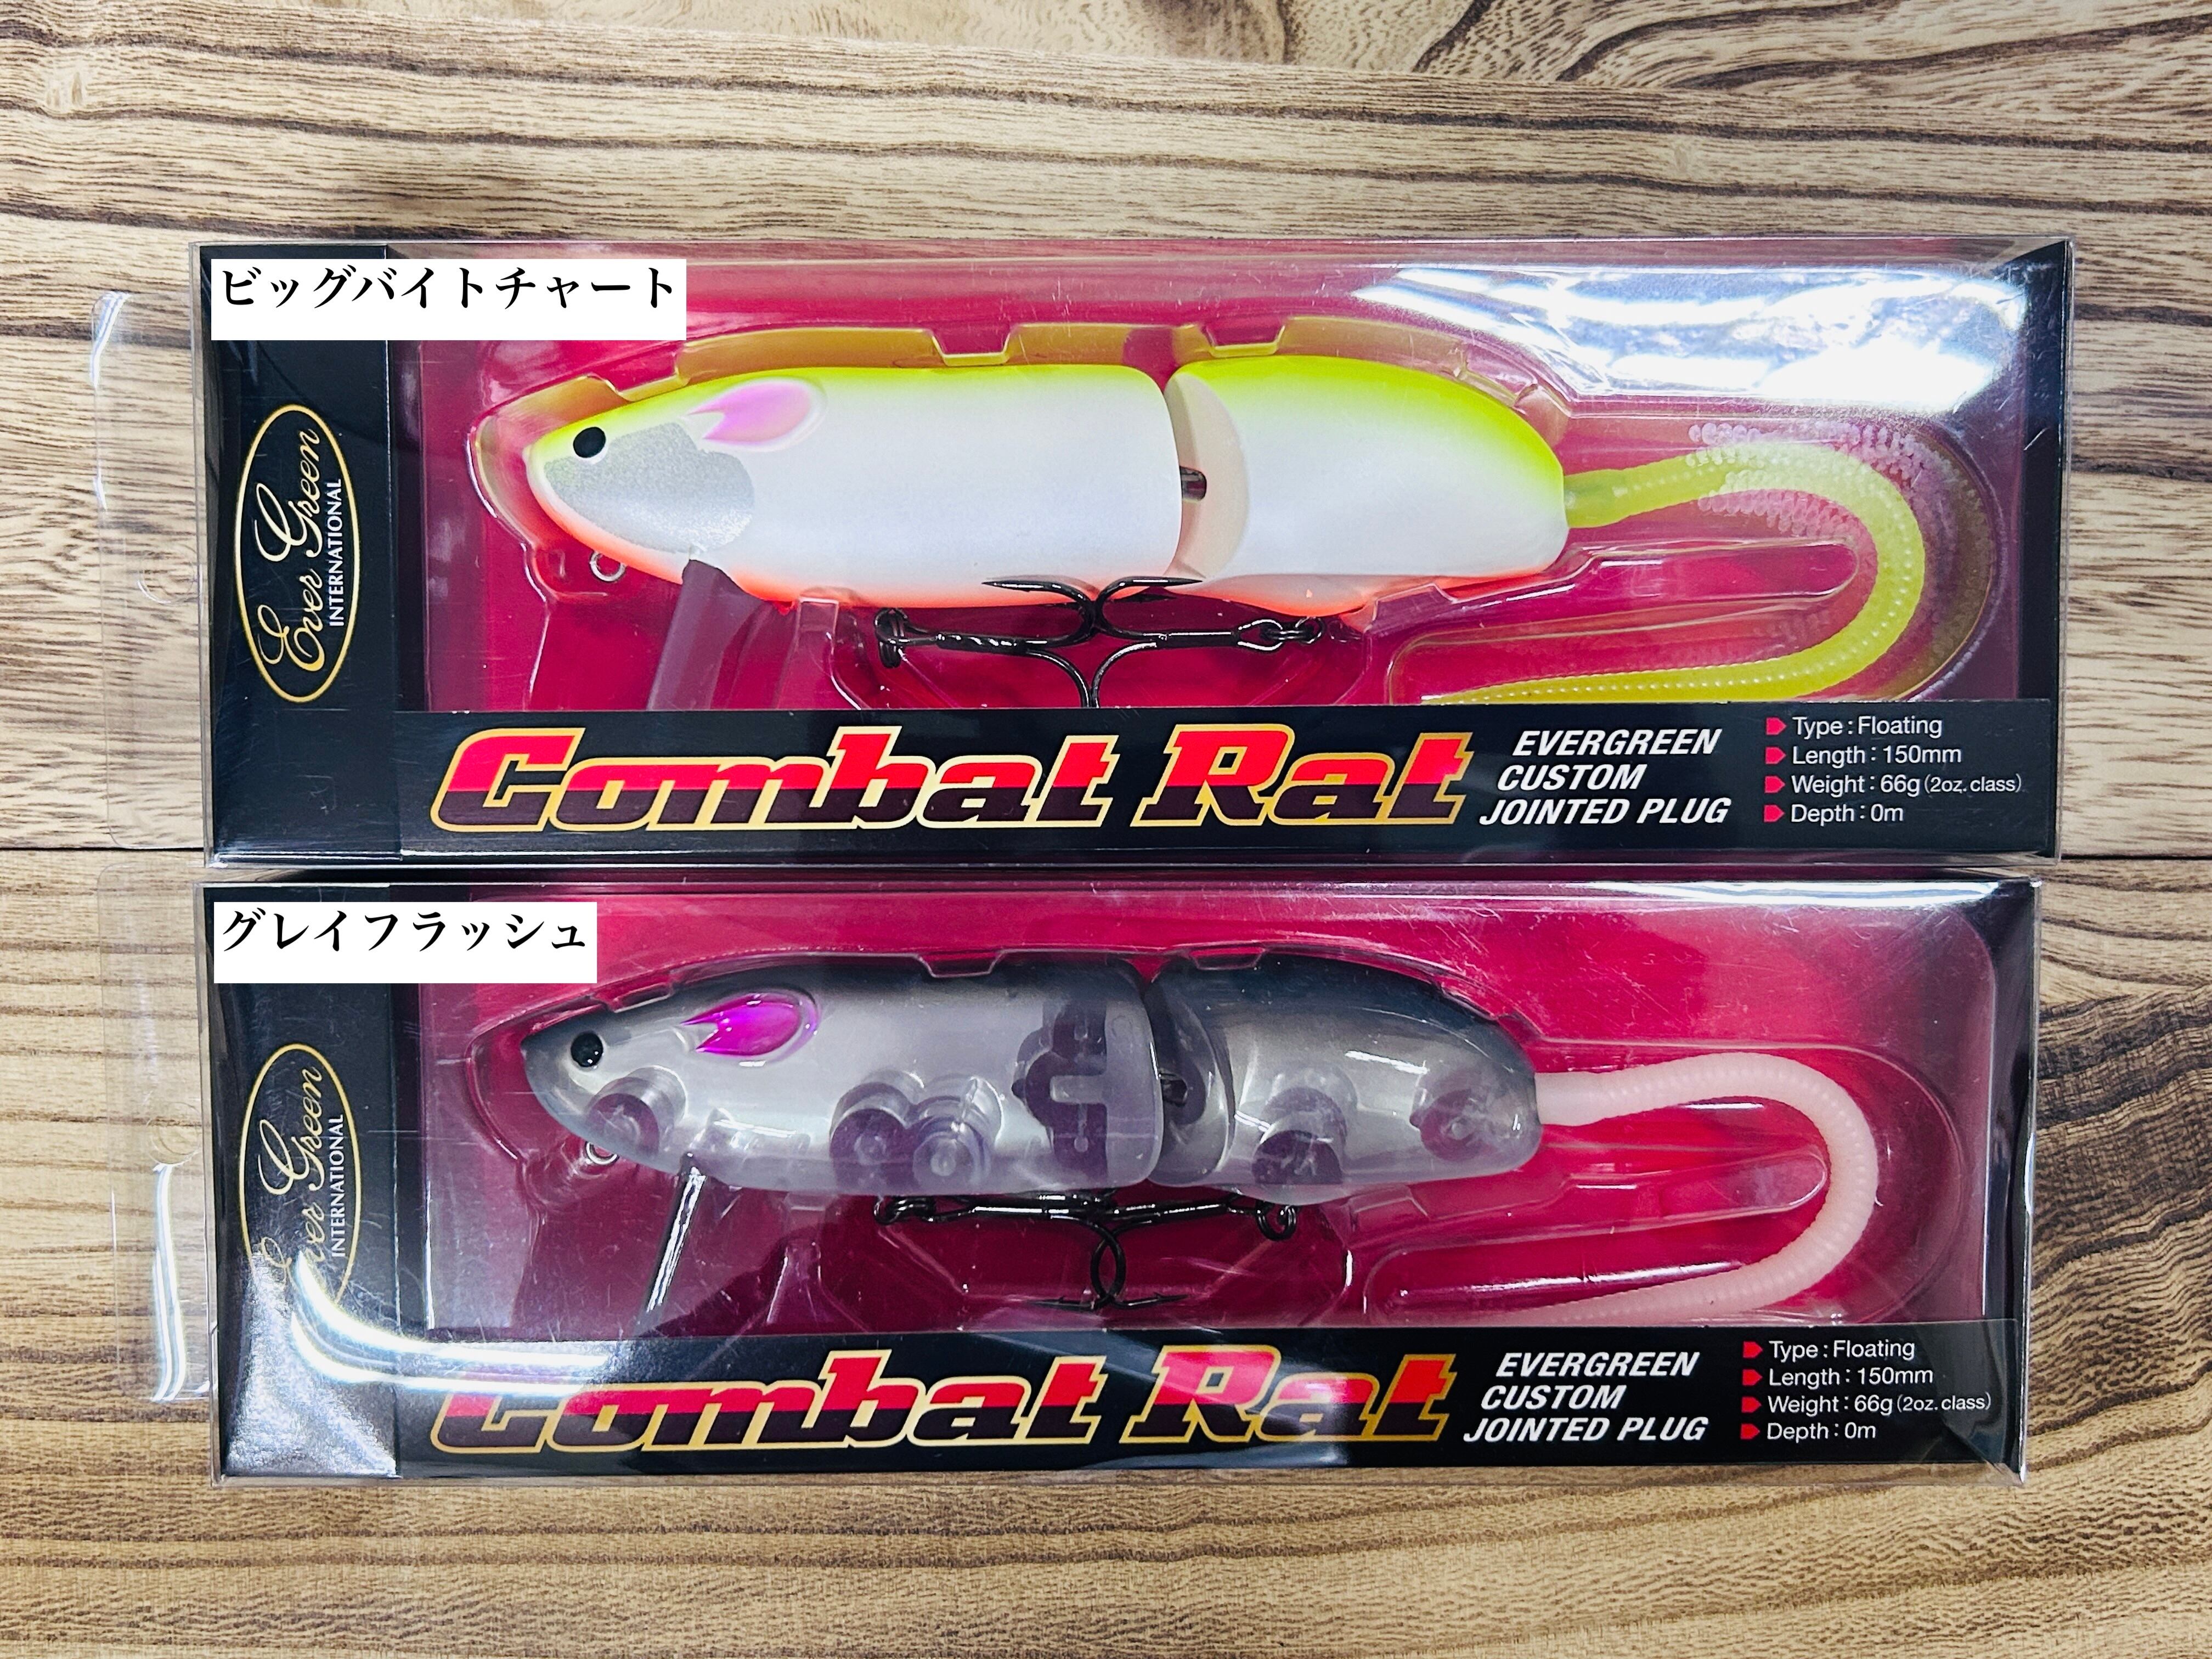 ビッグバイトチャート
Ever Green
INTERNATIONAL
Combat Rat
EVERGREEN
CUSTOM
JOINTED PLUG
Type : Floating
Length : 150mm
Weight : 66g (2oz. class)
Depth : 0m
グレイフラッシュ
Ever Green
INTERNATIONAL
Combat Rat
EVERGREEN
CUSTOM
JOINTED PLUG
Type : Floating
Length : 150mm
Weight : 66g (2oz. class)
Depth : 0m